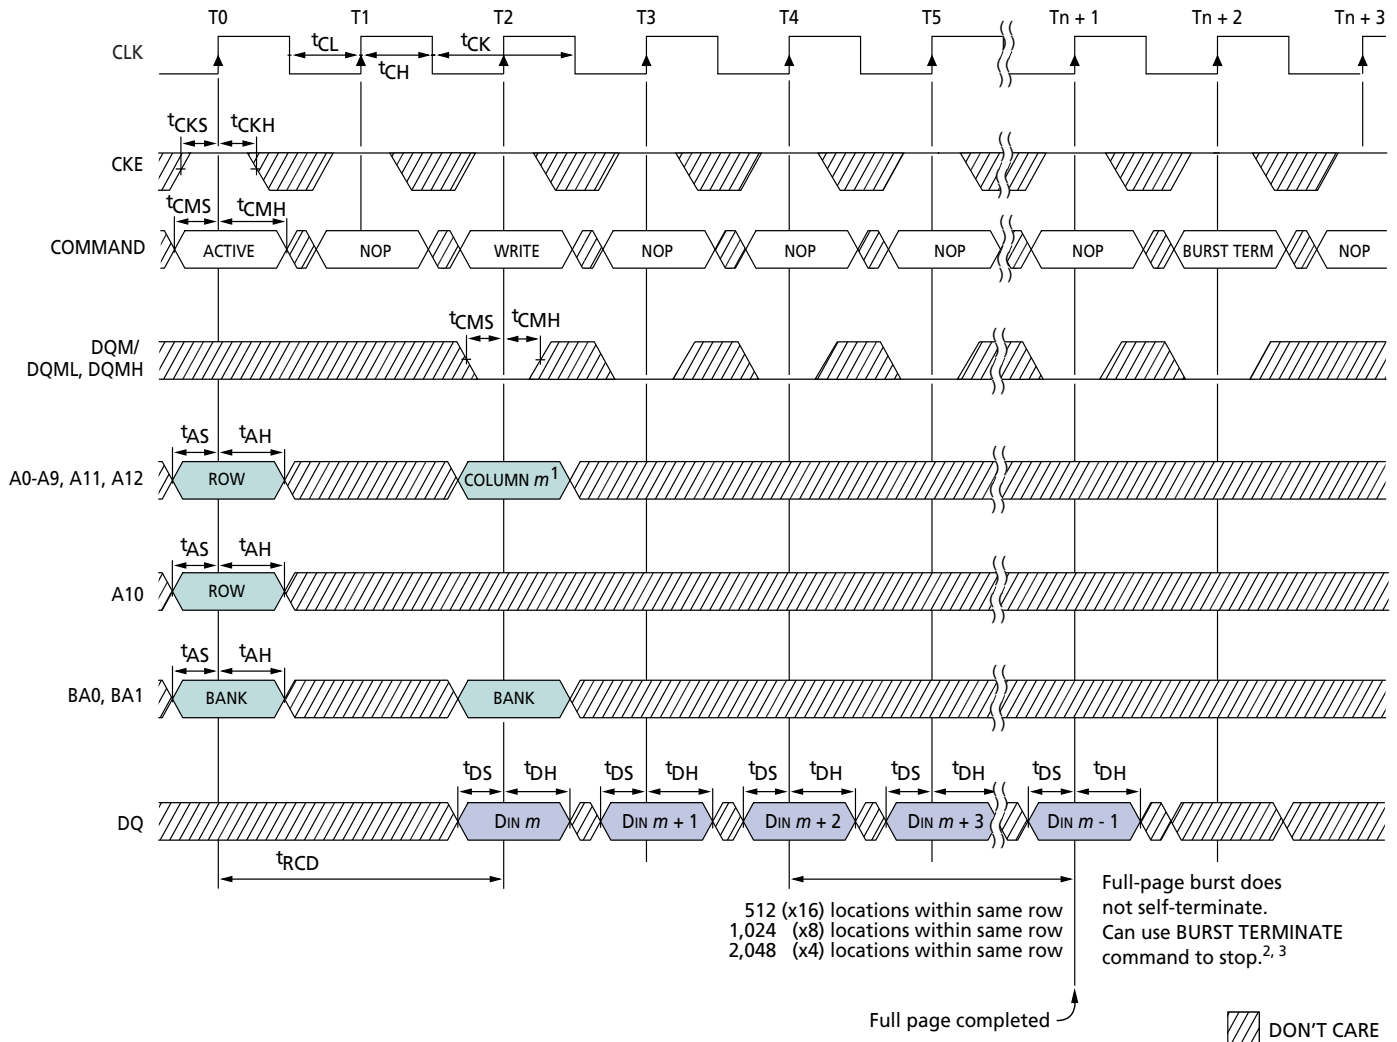 T0 T1 T2 T3 T4 T5 Tn + 1 Tn + 2 Tn + 3
CLK tCL tCH tCK
tCKS tCKH
CKE
tCMS tCMH
COMMAND ACTIVE NOP WRITE NOP NOP NOP NOP BURST TERM NOP
tCMS tCMH
DQM/
DQML, DQMH
tAS tAH
A0-A9, A11, A12 ROW COLUMN m1
tAS tAH
A10 ROW
tAS tAH
BA0, BA1 BANK BANK
tDS tDH tDS tDH tDS tDH tDS tDH tDS tDH
DQ DIN m DIN m + 1 DIN m + 2 DIN m + 3 DIN m - 1
tRCD
512 (x16) locations within same row
1,024 (x8) locations within same row
2,048 (x4) locations within same row
Full-page burst does
not self-terminate.
Can use BURST TERMINATE
command to stop.2, 3
Full page completed
DON'T CARE